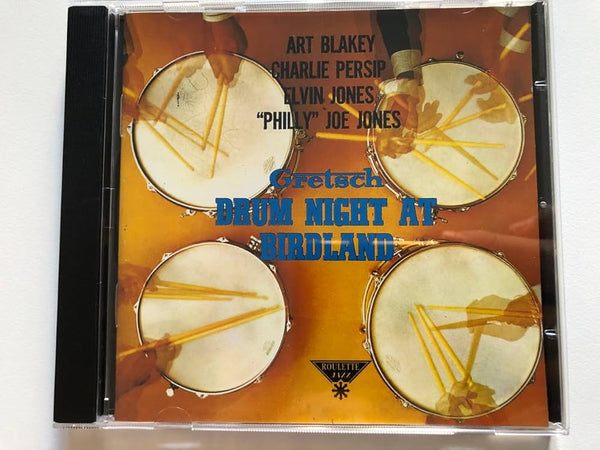 ART BLAKEY
CHARLIE PERSIP
ELVIN JONES
"PHILLY" JOE JONES
Gretsch
DRUM NIGHT AT
BIRDLAND
ROULETTE
JAZZ